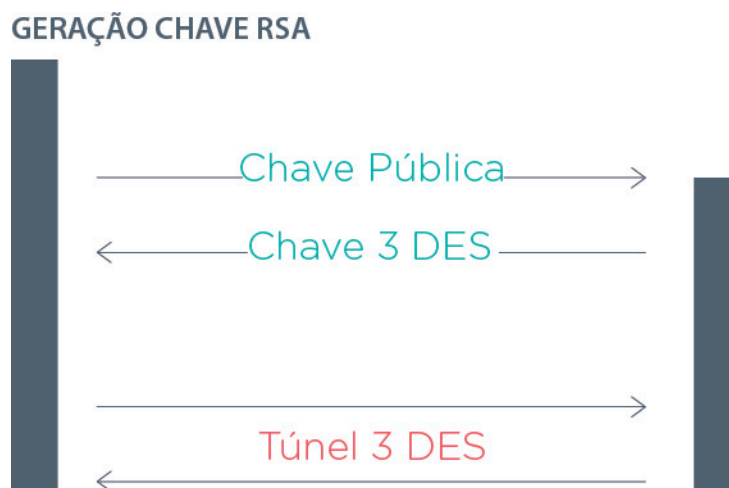 GERAÇÃO CHAVE RSA
Chave Pública
Chave 3 DES
Túnel 3 DES